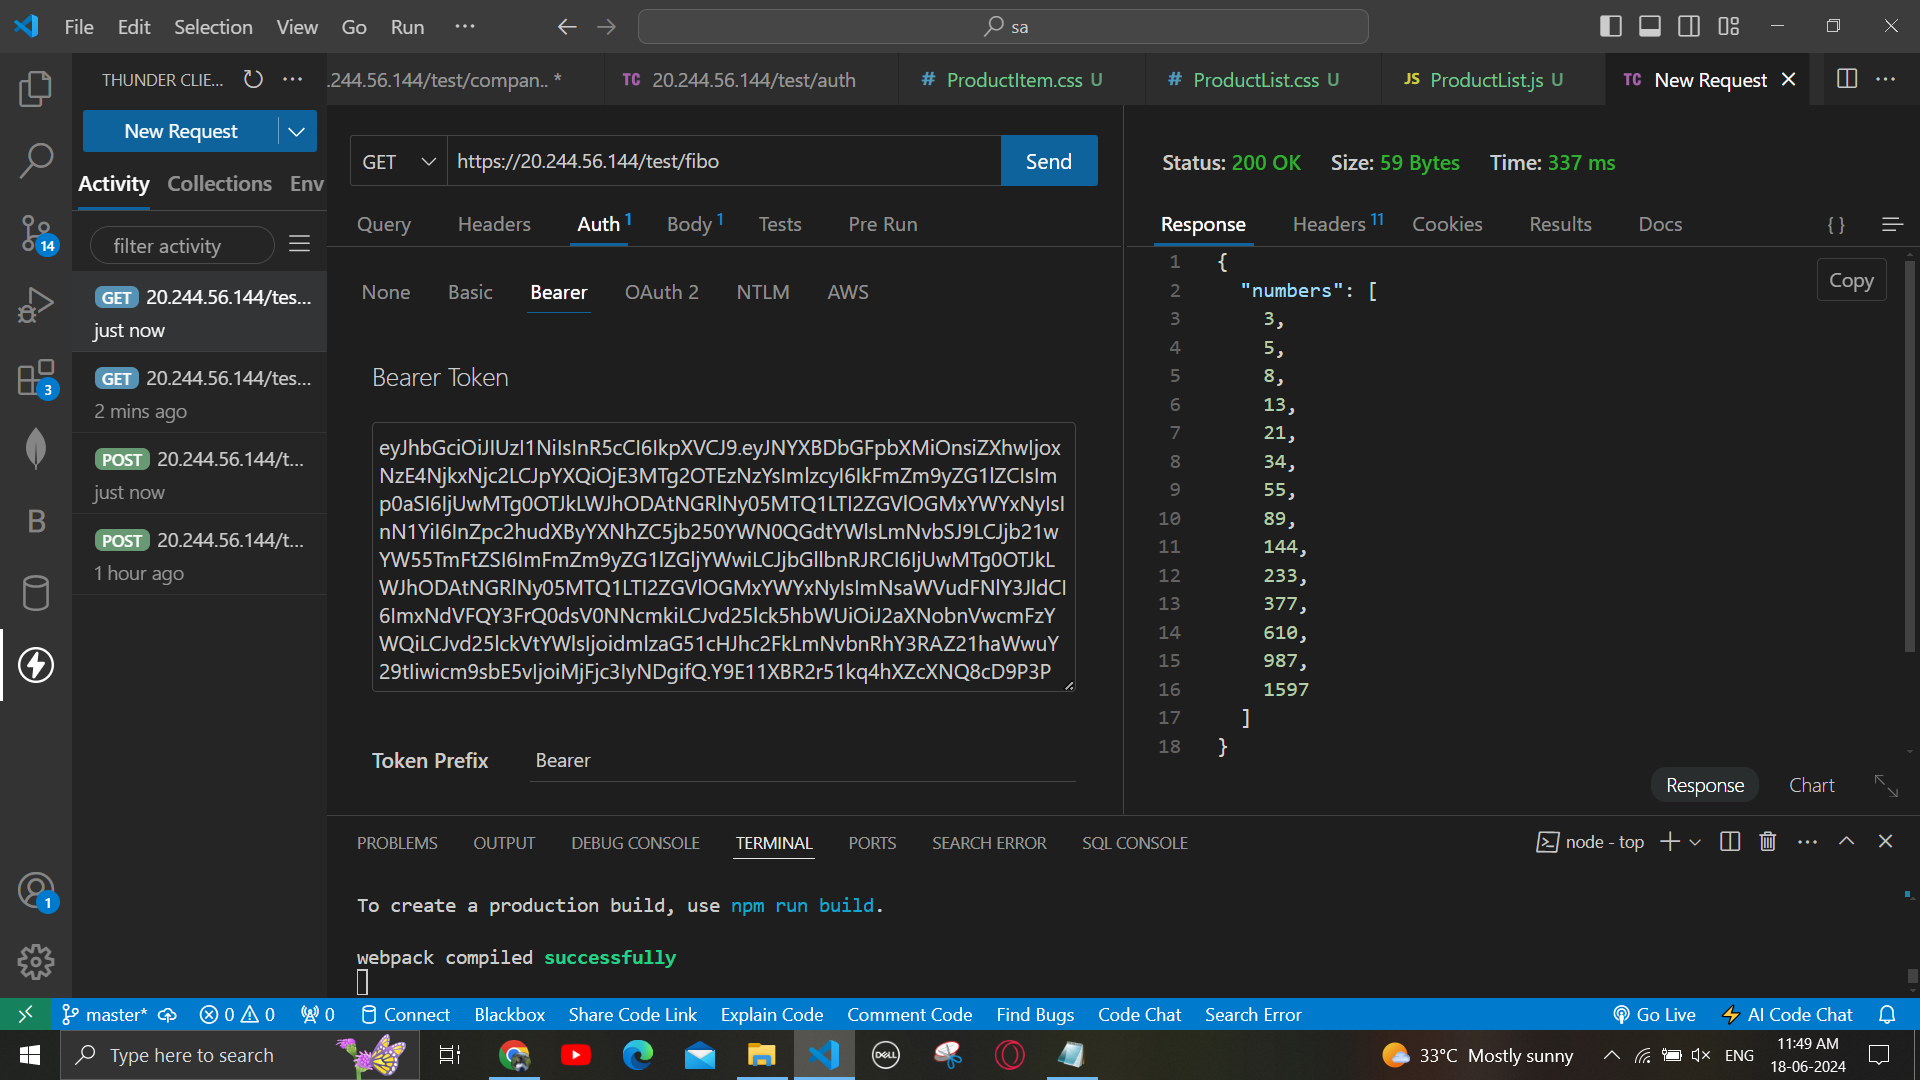 File Edit Selection View Go Run ··· sa
THUNDER CLIE... ···
.244.56.144/test/compan.. * TC 20.244.56.144/test/auth # ProductItem.css U # ProductList.css U JS ProductList.js U TC New Request
New Request
Activity Collections Env
filter activity
GET 20.244.56.144/tes...
just now
GET 20.244.56.144/tes...
2 mins ago
POST 20.244.56.144/t...
just now
POST 20.244.56.144/t...
1 hour ago
14
3
B
1
GET https://20.244.56.144/test/fibo Send
Query Headers Auth 1 Body 1 Tests Pre Run
None Basic Bearer OAuth 2 NTLM AWS
Bearer Token
Token Prefix Bearer
Status: 200 OK Size: 59 Bytes Time: 337 ms
Response Headers 11 Cookies Results Docs { }
Copy
1 {
2 "numbers": [
3 3,
4 5,
5 8,
6 13,
7 21,
8 34,
9 55,
10 89,
11 144,
12 233,
13 377,
14 610,
15 987,
16 1597
17 ]
18 }
Response Chart
PROBLEMS OUTPUT DEBUG CONSOLE TERMINAL PORTS SEARCH ERROR SQL CONSOLE node - top
To create a production build, use npm run build.
webpack compiled successfully
master* 0 0 0 Connect Blackbox Share Code Link Explain Code Comment Code Find Bugs Code Chat Search Error Go Live AI Code Chat
Type here to search DELL 33°C Mostly sunny ENG 11:49 AM
18-06-2024